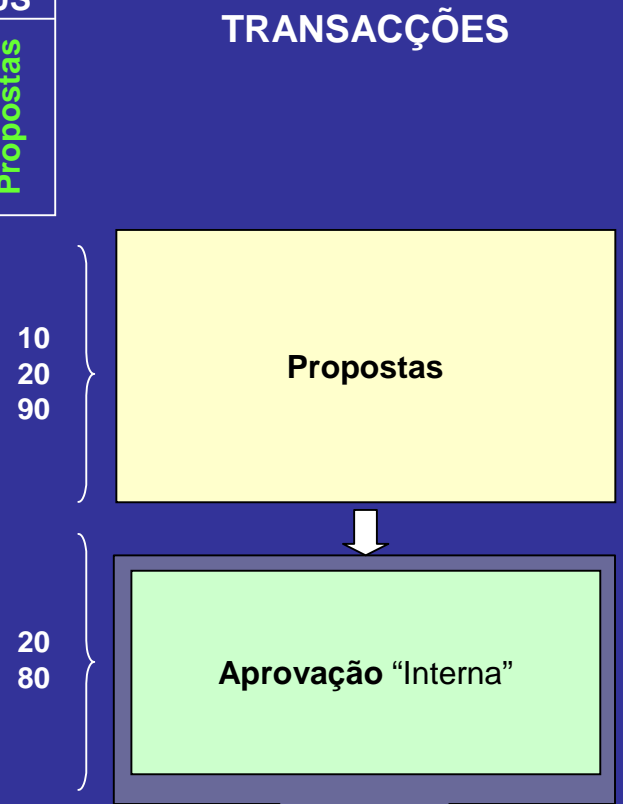 TRANSACÇÕES
Propostas
10
20
90
Propostas
20
80
Aprovação “Interna”